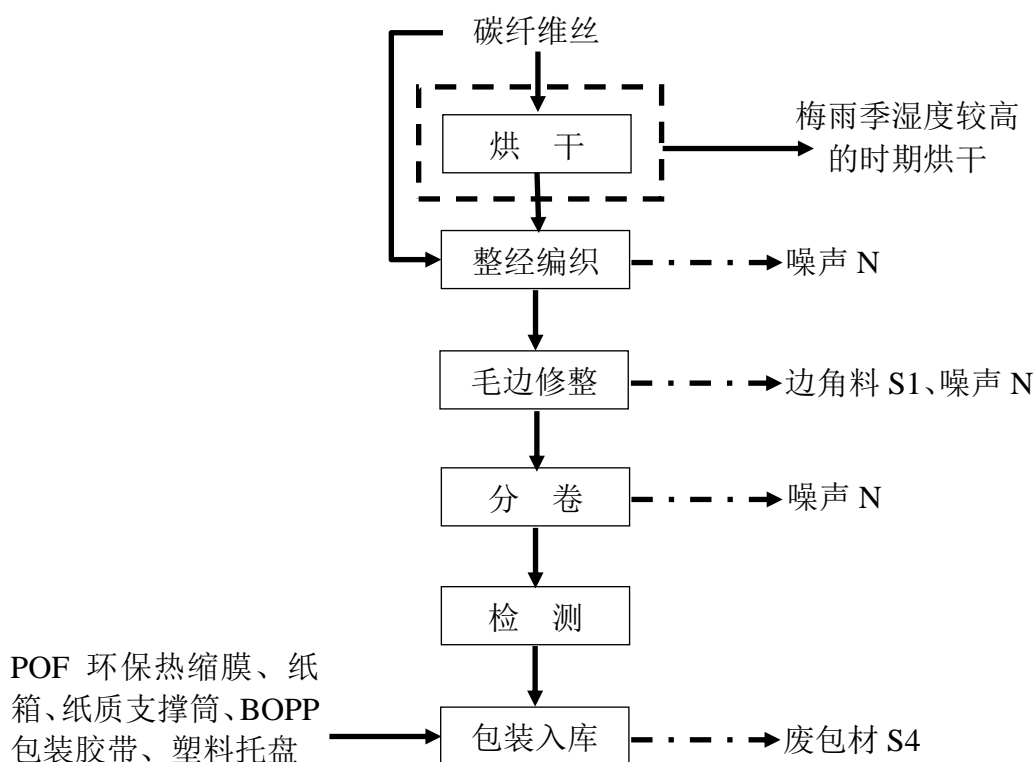 碳纤维丝
烘 干
梅雨季湿度较高
的时期烘干
整经编织
噪声 N
毛边修整
边角料 S1、噪声 N
分 卷
噪声 N
检 测
POF 环保热缩膜、纸
箱、纸质支撑筒、BOPP
包装胶带、塑料托盘
包装入库
废包材 S4